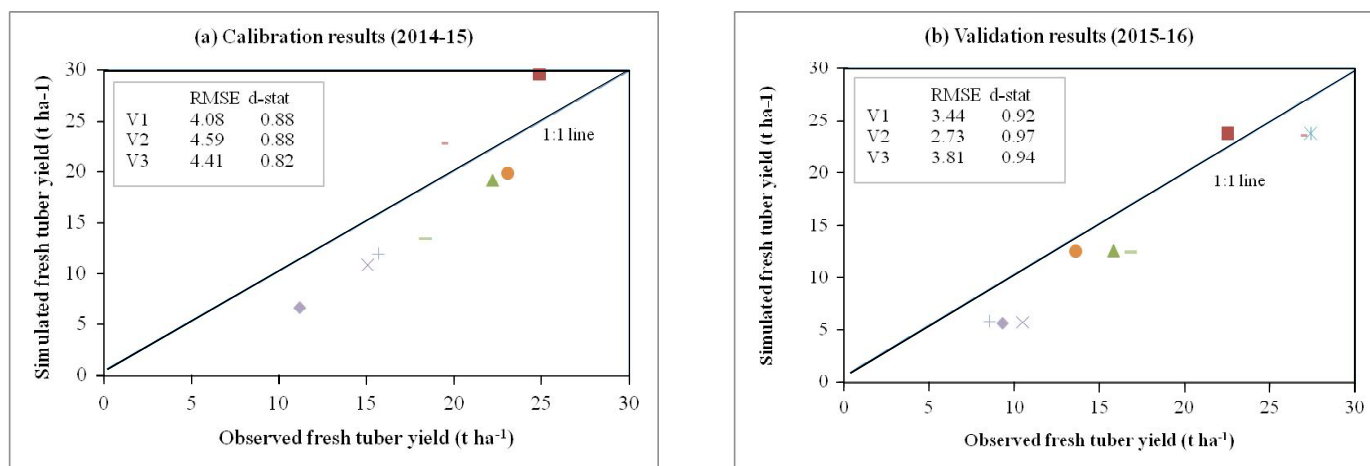 (a) Calibration results (2014-15)
30
25
20
15
10
5
0
Simulated fresh tuber yield (t ha-1)
RMSE d-stat
V1 4.08 0.88
V2 4.59 0.88
V3 4.41 0.82
1:1 line
0 5 10 15 20 25 30
Observed fresh tuber yield (t ha⁻¹)
(b) Validation results (2015-16)
30
25
20
15
10
5
0
Simulated fresh tuber yield (t ha-1)
RMSE d-stat
V1 3.44 0.92
V2 2.73 0.97
V3 3.81 0.94
1:1 line
0 5 10 15 20 25 30
Observed fresh tuber yield (t ha⁻¹)